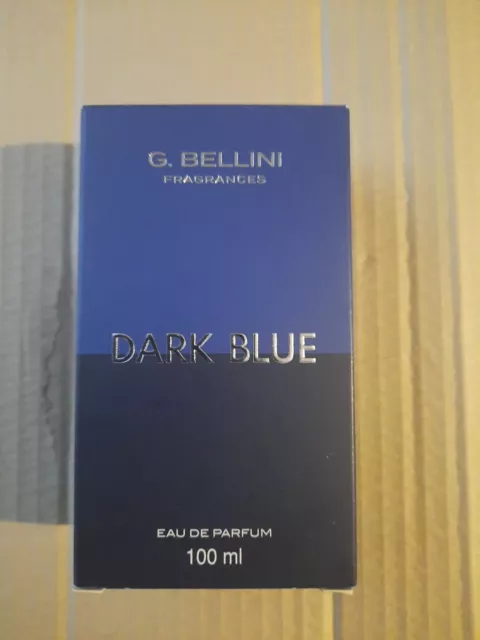 G. BELLINI
FRAGRANCES
DARK BLUE
EAU DE PARFUM
100 ml